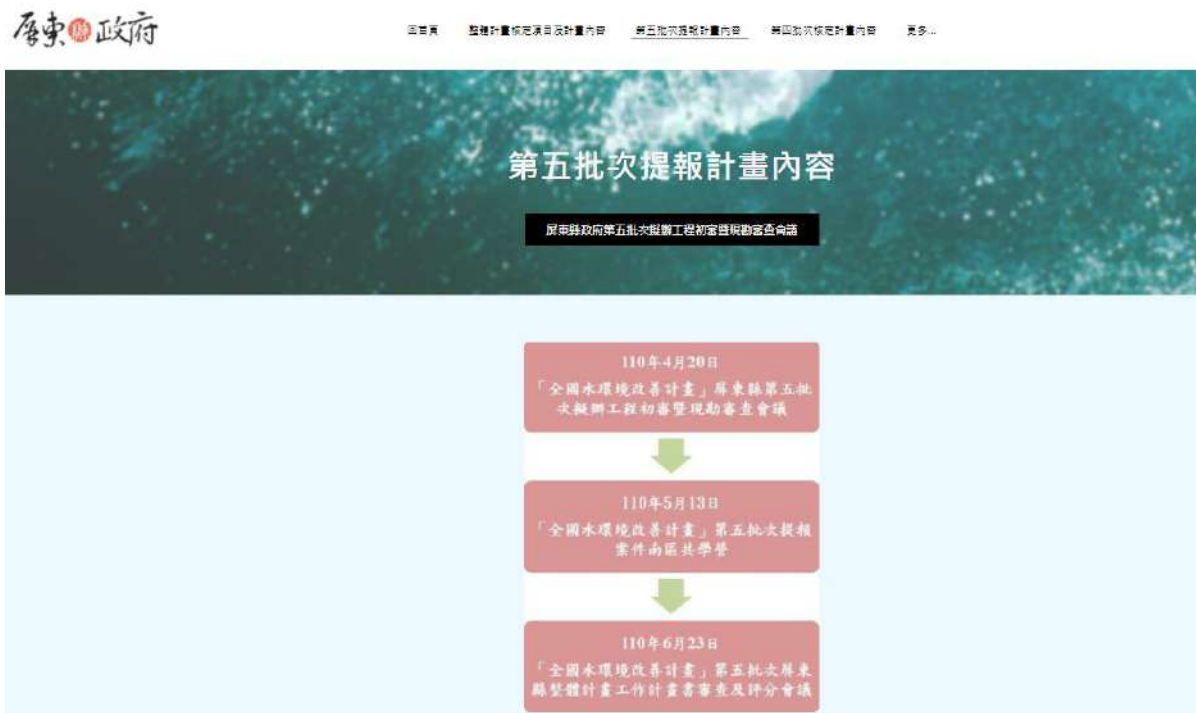 屏東縣政府
回首頁 整體計畫核定項目及計畫內容 第五批次提報計畫內容 第四批次核定計畫內容 更多...
第五批次提報計畫內容
屏東縣政府第五批次擬辦工程初審暨現勘審查會議
110年4月20日
「全國水環境改善計畫」屏東縣第五批
次擬辦工程初審暨現勘審查會議
110年5月13日
「全國水環境改善計畫」第五批次提報
案件南區共學營
110年6月23日
「全國水環境改善計畫」第五批次屏東
縣整體計畫工作計畫書審查及評分會議